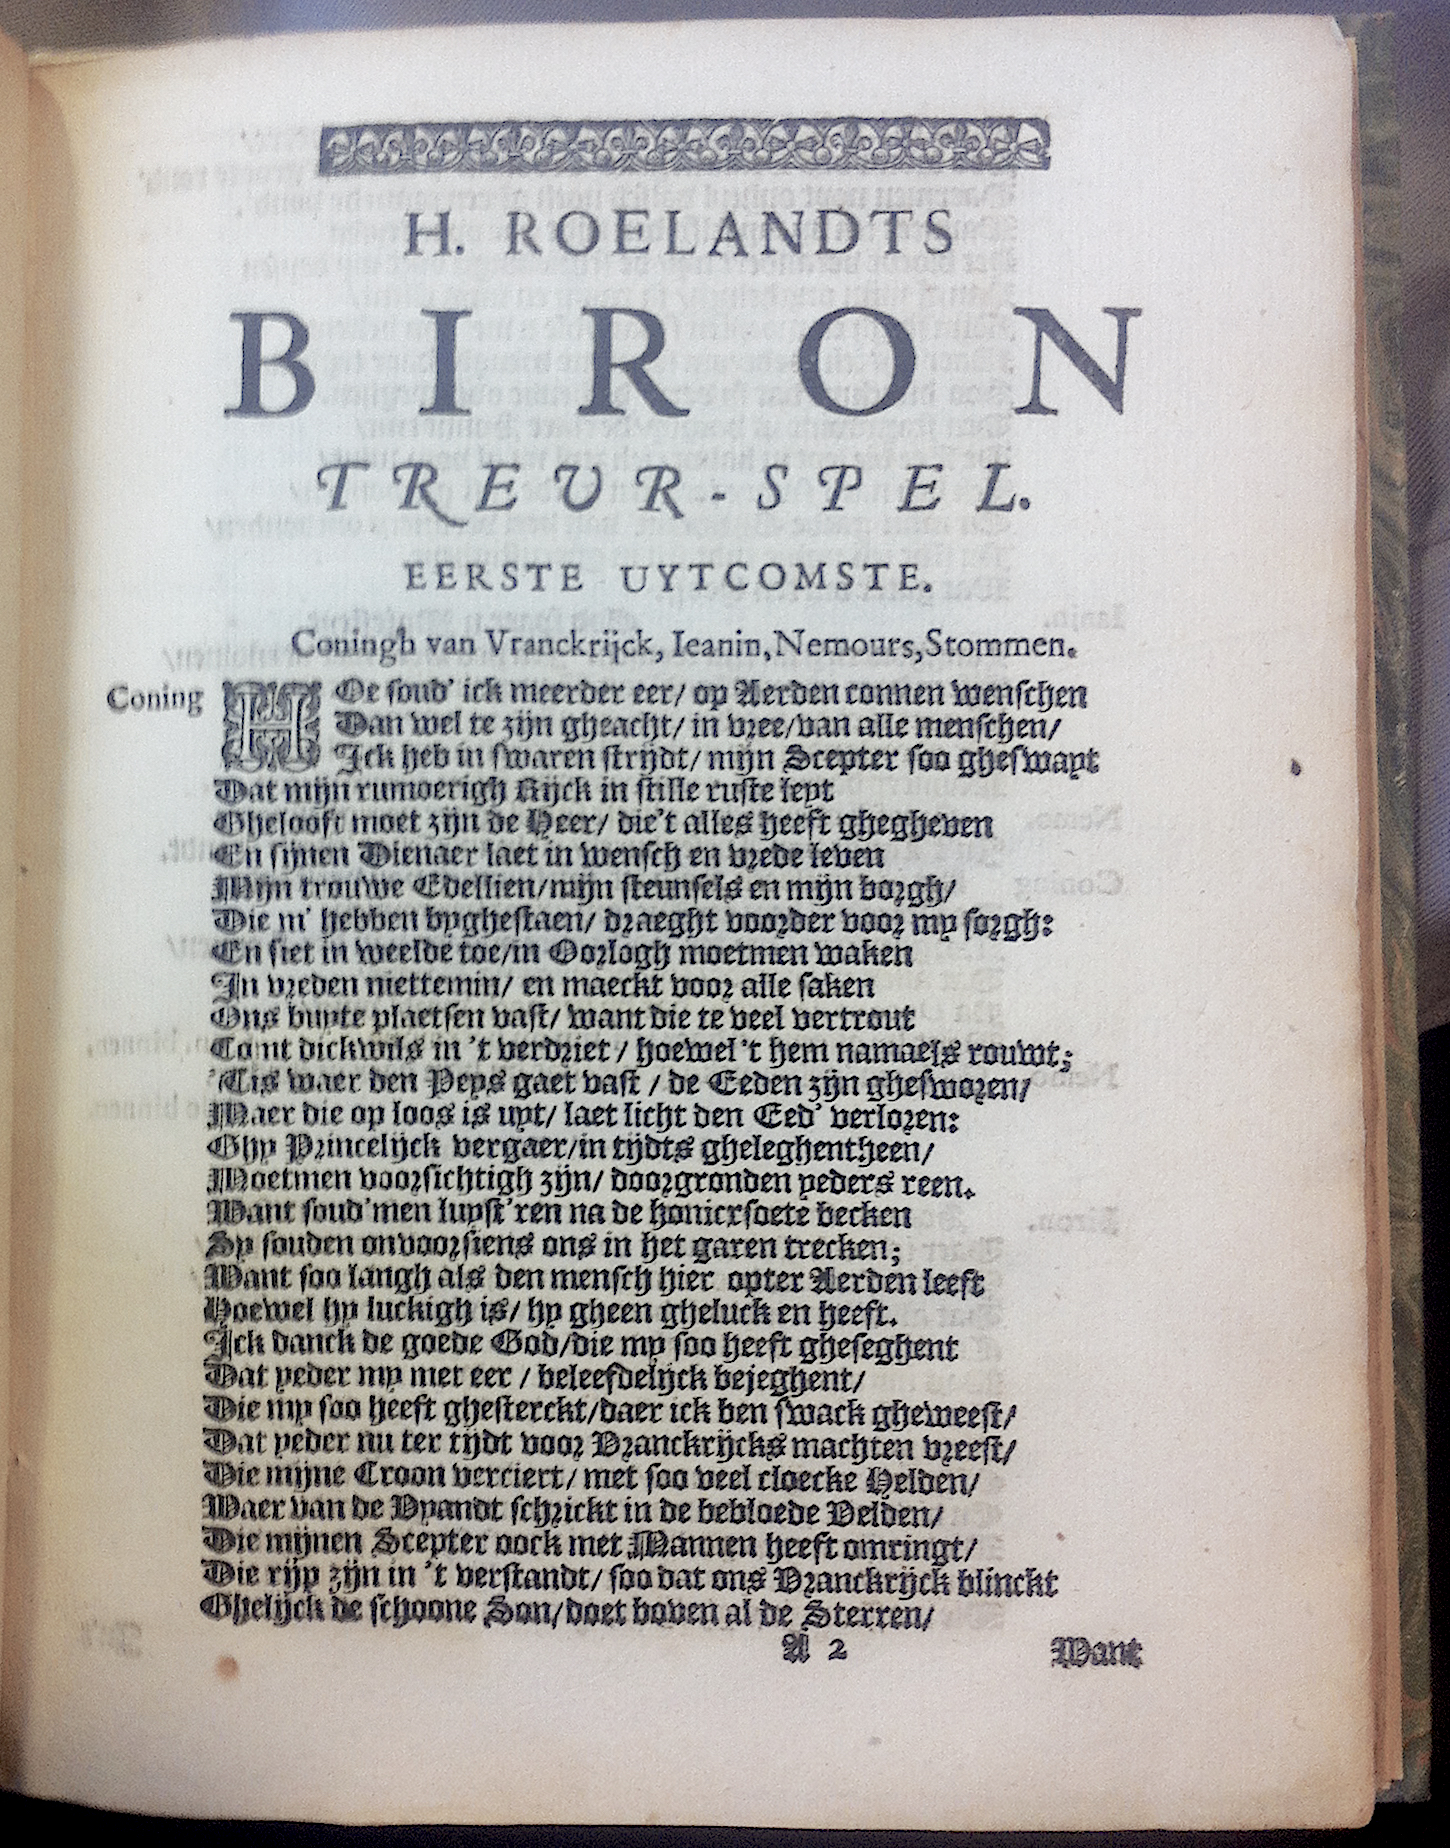 H. ROELANDTS
BIRON
TREUR-SPEL.
EERSTE UYTCOMSTE.
Coningh van Vranckrijck, Ieanin, Nemours, Stommen.
Coning HOe soud' ick meerder eer/ op Aerden connen wenschen
Dan wel te zijn gheacht/ in vree/van alle menschen/
Ick heb in swaren strijdt/ mijn Scepter soo gheswayt
Dat mijn rumoerigh Rijck in stille ruste leyt
Ghelooft moet zijn de Heer/ die't alles heeft ghegheven
En sijnen Dienaer laet in wensch en vrede leven
Mijn trouwe Edellien/mijn steunsels en mijn borgh/
Die m' hebben byghestaen/ draeght voorder voor my sorgh:
En siet in weelde toe/in Oorlogh moetmen waken
In vreden niettemin/ en maeckt voor alle saken
Ons buyte plaetsen vast/ want die te veel vertrout
Comt dickwils in 't verdriet / hoewel 't hem namaels rouwt;
'Tis waer den Peys gaet vast / de Eeden zijn ghesworen/
Maer die op loos is uyt/ laet licht den Eed' verloren:
Ghy Princelijck vergaer/in tijdts gheleghentheen/
Moetmen voorsichtigh zijn/ doorgronden yeders reen.
Want soud'men luyst'ren na de honicrsoete becken
Sy souden onvoorsiens ons in het garen trecken;
Want soo langh als den mensch hier opter Aerden leeft
Hoewel hy luckigh is/ hy gheen gheluck en heeft.
Ick danck de goede God/die my soo heeft gheseghent
Dat yeder my met eer / beleefdelijck bejeghent/
Die my soo heeft ghesterckt/daer ick ben swack gheweest/
Dat yeder nu ter tijdt voor Vranckrijcks machten vreest/
Die mijne Croon verciert/ met soo veel cloecke Helden/
Waer van de Vyandt schrickt in de bebloede Velden/
Die mijnen Scepter oock met Mannen heeft omringt/
Die rijp zijn in 't verstandt/ soo dat ons Vranckrijck blinckt
Ghelijck de schoone Son/doet boven al de Sterren/
A 2 Want